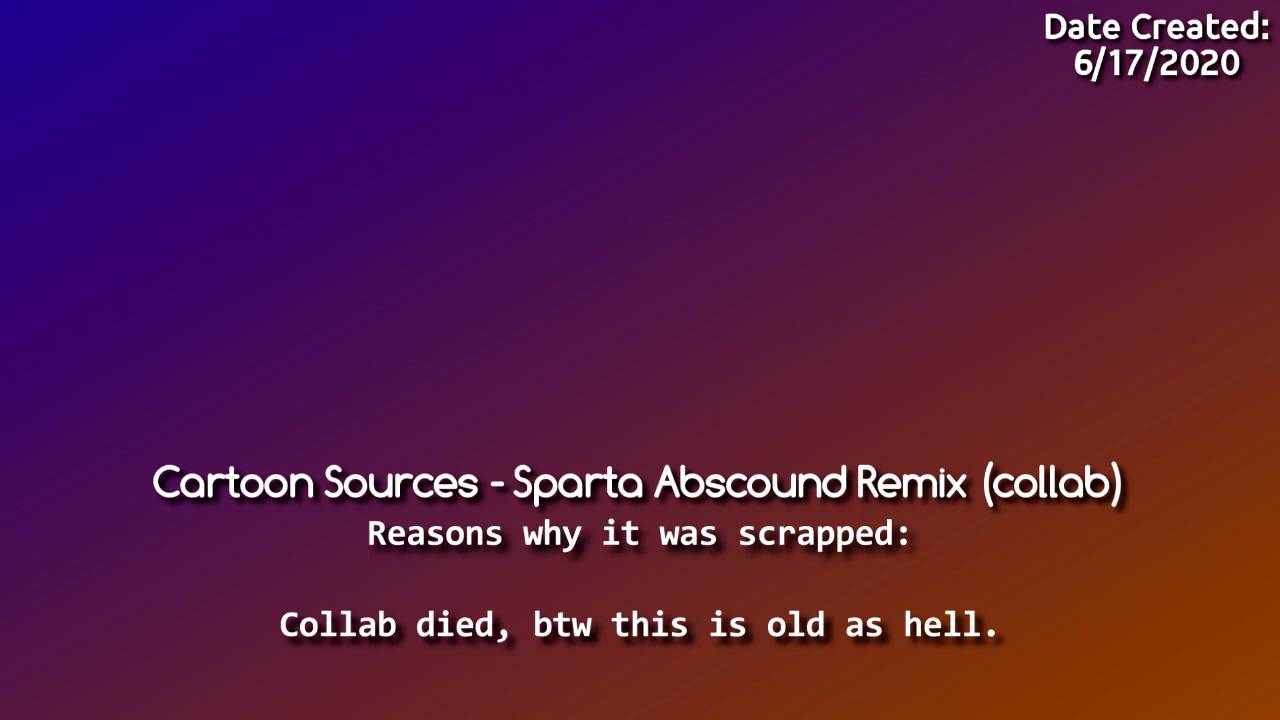 Date Created:
6/17/2020
Cartoon Sources - Sparta Abscound Remix (collab)
Reasons why it was scrapped:
Collab died, btw this is old as hell.